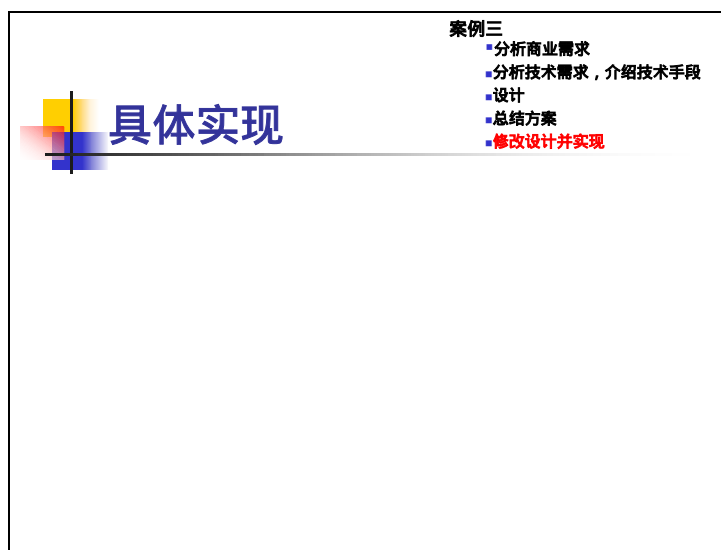 案例三
分析商业需求
分析技术需求，介绍技术手段
设计
总结方案
修改设计并实现
具体实现